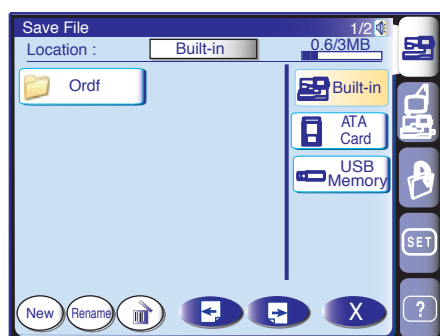 Save File 1/2
Location : Built-in 0.6/3MB
Ordf
Built-in
ATA
Card
USB
Memory
SET
New Rename X ?